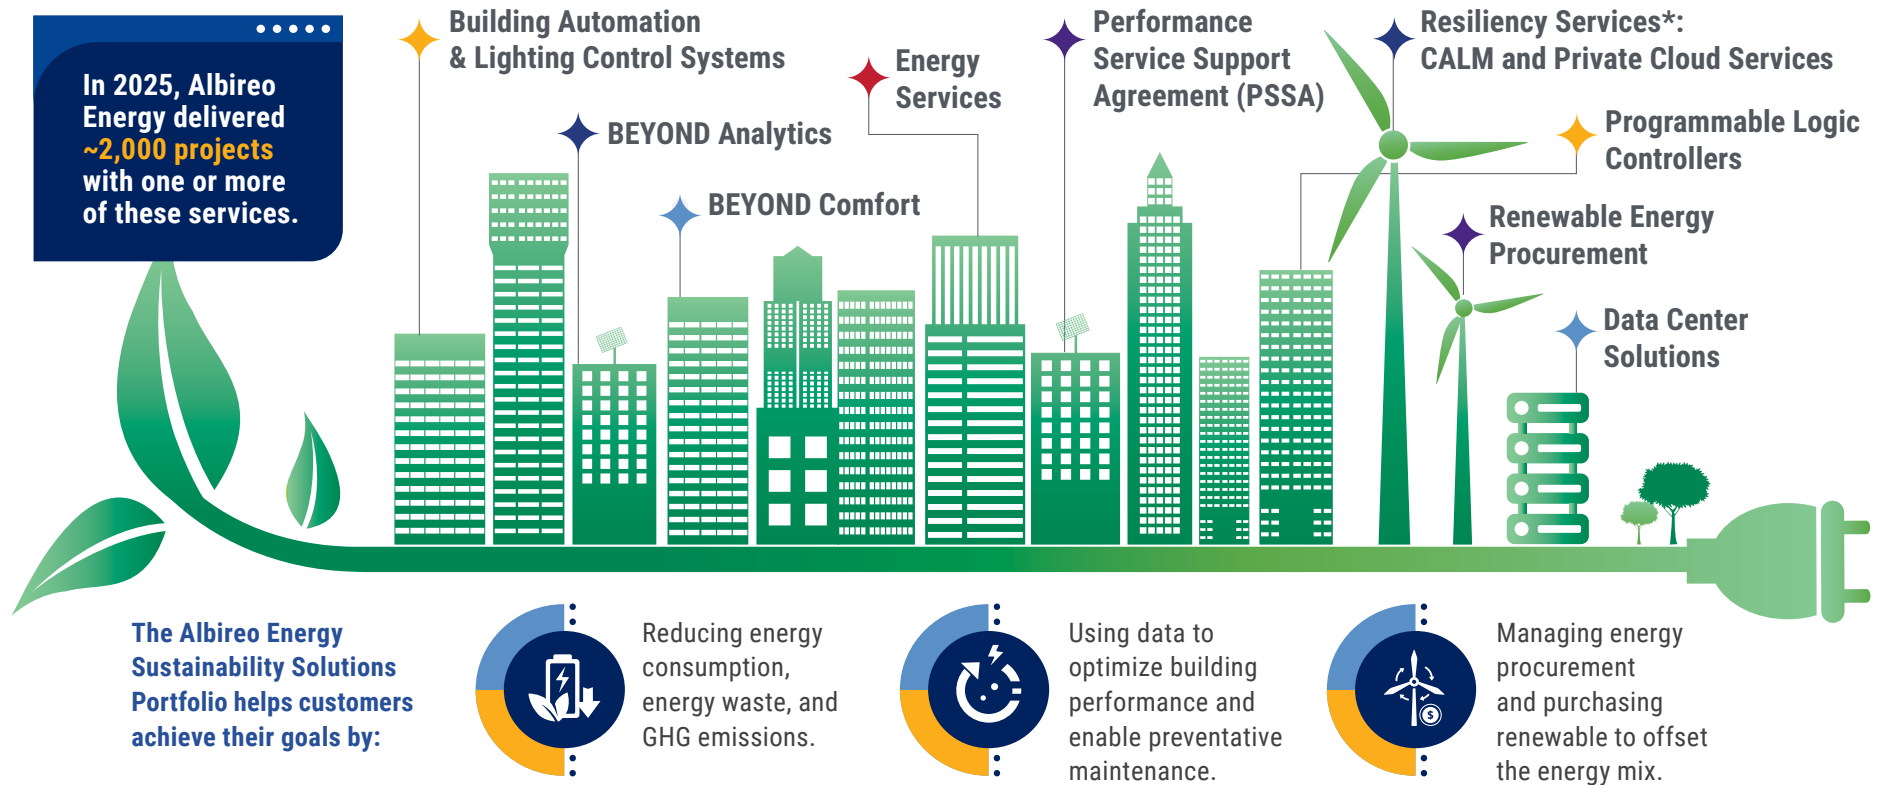 In 2025, Albireo
Energy delivered
~2,000 projects
with one or more
of these services.
Building Automation
& Lighting Control Systems
BEYOND Analytics
BEYOND Comfort
Energy
Services
Performance
Service Support
Agreement (PSSA)
Resiliency Services*:
CALM and Private Cloud Services
Programmable Logic
Controllers
Renewable Energy
Procurement
Data Center
Solutions
The Albireo Energy
Sustainability Solutions
Portfolio helps customers
achieve their goals by:
Reducing energy
consumption,
energy waste, and
GHG emissions.
Using data to
optimize building
performance and
enable preventative
maintenance.
$
Managing energy
procurement
and purchasing
renewable to offset
the energy mix.